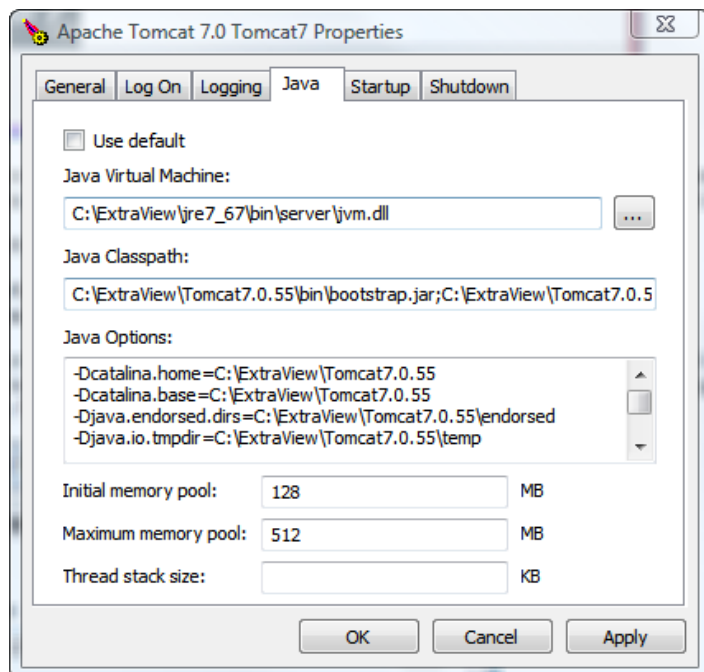 Apache Tomcat 7.0 Tomcat7 Properties
General Log On Logging Java Startup Shutdown
Use default
Java Virtual Machine:
C:\ExtraView\jre7_67\bin\server\jvm.dll ...
Java Classpath:
C:\ExtraView\Tomcat7.0.55\bin\bootstrap.jar;C:\ExtraView\Tomcat7.0.5
Java Options:
-Dcatalina.home=C:\ExtraView\Tomcat7.0.55
-Dcatalina.base=C:\ExtraView\Tomcat7.0.55
-Djava.endorsed.dirs=C:\ExtraView\Tomcat7.0.55\endorsed
-Djava.io.tmpdir=C:\ExtraView\Tomcat7.0.55\temp
Initial memory pool: 128 MB
Maximum memory pool: 512 MB
Thread stack size: KB
OK Cancel Apply